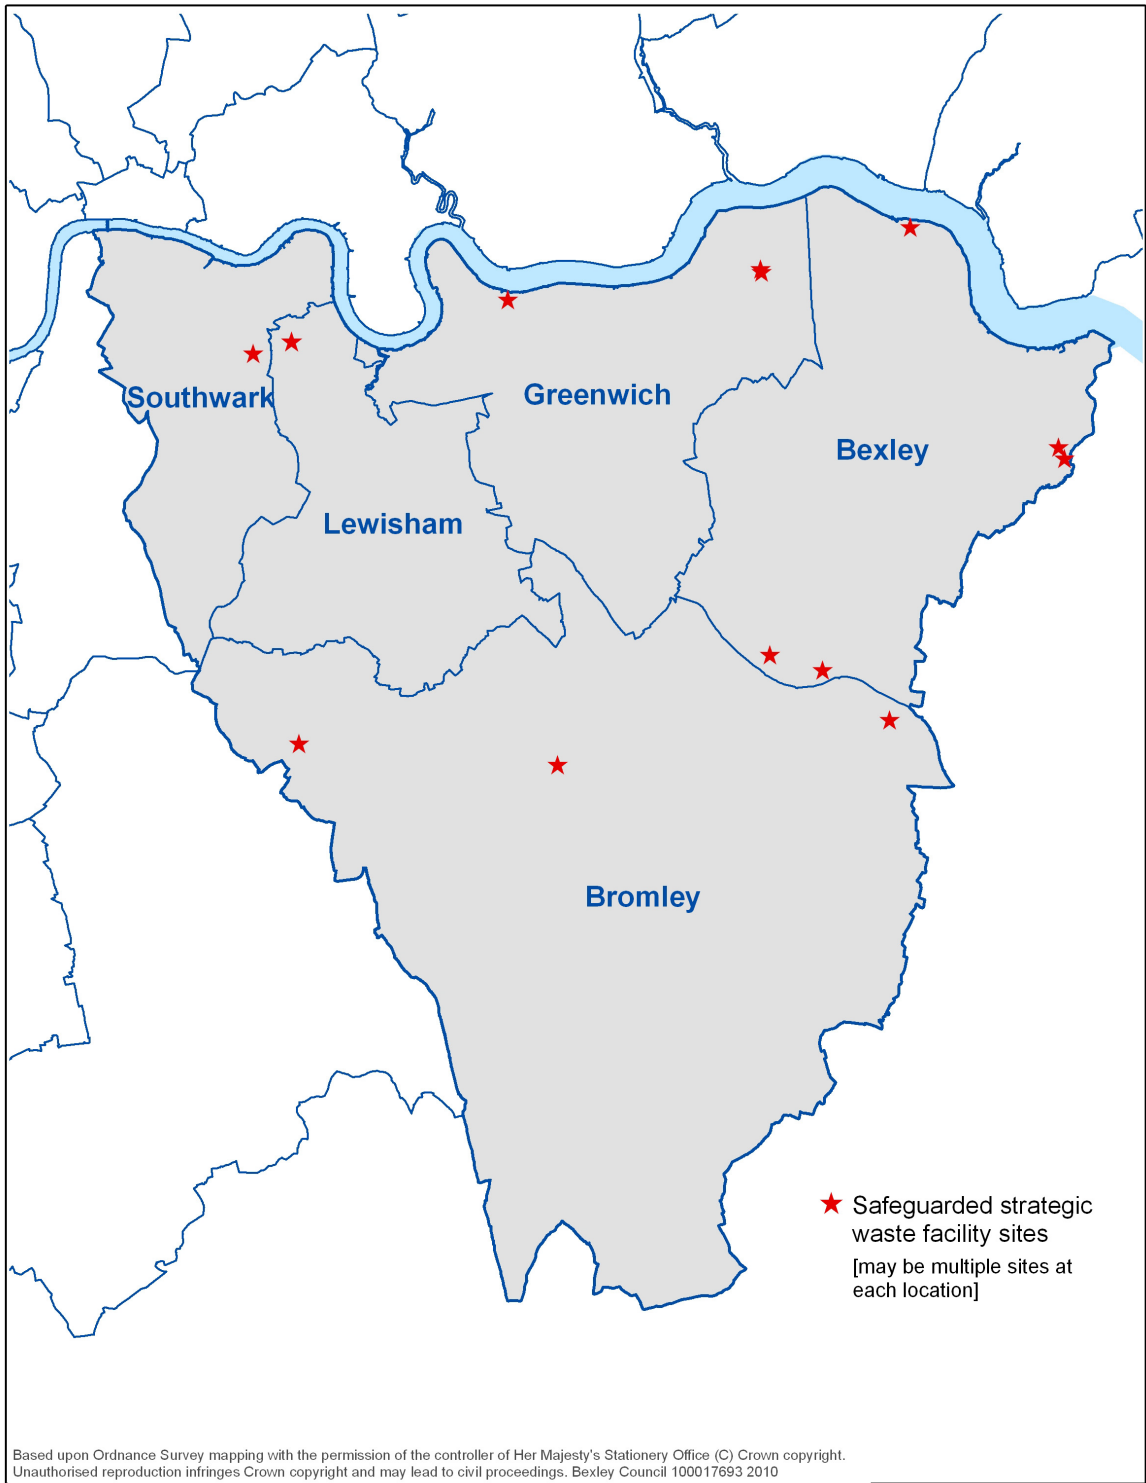 Southwark
Greenwich
Bexley
Lewisham
Bromley
Safeguarded strategic
waste facility sites
[may be multiple sites at
each location]
Based upon Ordnance Survey mapping with the permission of the controller of Her Majesty's Stationery Office (C) Crown copyright.
Unauthorised reproduction infringes Crown copyright and may lead to civil proceedings. Bexley Council 100017693 2010